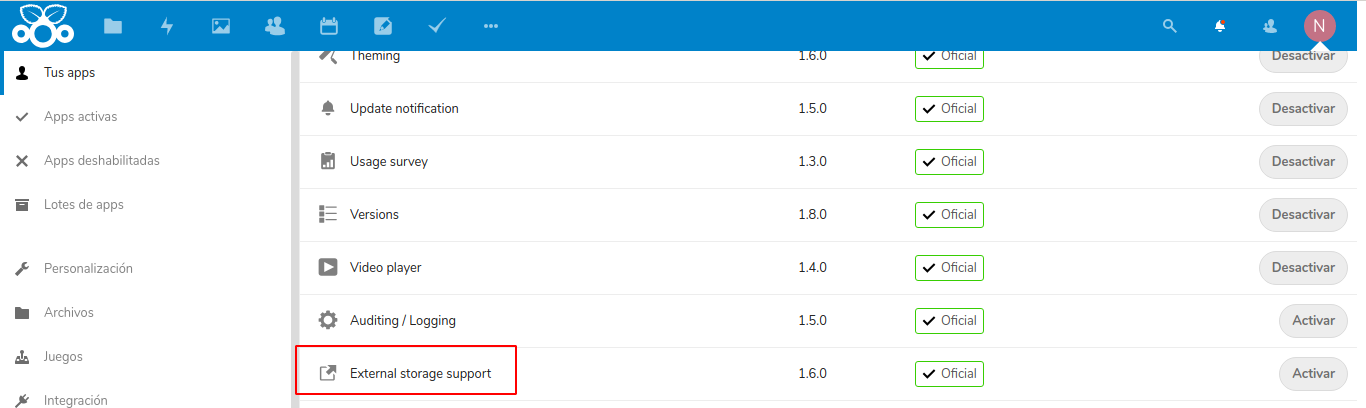 N
Tus apps
Apps activas
Apps deshabilitadas
Lotes de apps
Personalización
Archivos
Juegos
Integración
Theming 1.6.0 Oficial Desactivar
Update notification 1.5.0 Oficial Desactivar
Usage survey 1.3.0 Oficial Desactivar
Versions 1.8.0 Oficial Desactivar
Video player 1.4.0 Oficial Desactivar
Auditing / Logging 1.5.0 Oficial Activar
External storage support 1.6.0 Oficial Activar